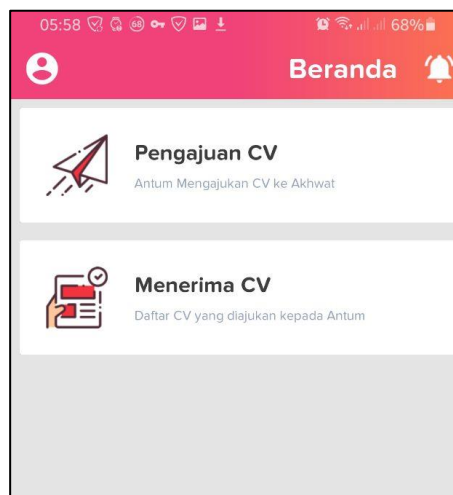 05:58 68 68%
Beranda
Pengajuan CV
Antum Mengajukan CV ke Akhwat
Menerima CV
Daftar CV yang diajukan kepada Antum